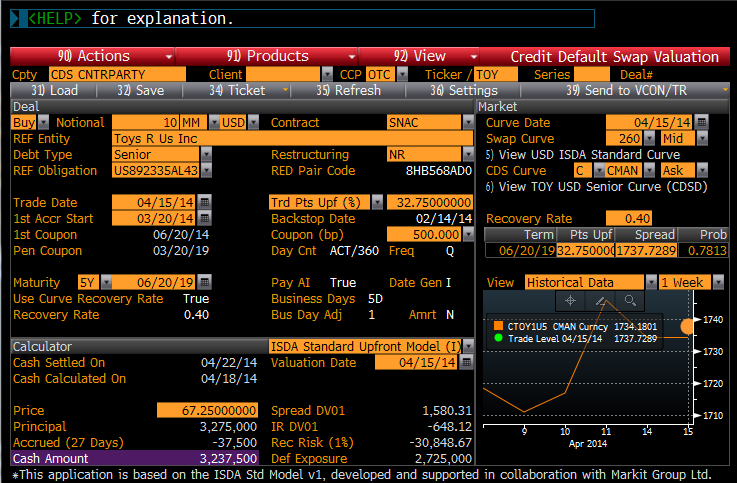 <HELP> for explanation.
90) Actions 91) Products 92) View Credit Default Swap Valuation
Cpty CDS CNTRPARTY Client CCP OTC Ticker / TOY Series Deal#
31) Load 32) Save 34) Ticket 35) Refresh 36) Settings 39) Send to VCON/TR
Deal
Buy Notional 10 MM USD Contract SNAC
REF Entity Toys R Us Inc
Debt Type Senior Restructuring NR
REF Obligation US892335AL43 RED Pair Code 8HB568AD0
Trade Date 04/15/14 Trd Pts Upf (%) 32.75000000
1st Accr Start 03/20/14 Backstop Date 02/14/14
1st Coupon 06/20/14 Coupon (bp) 500.000
Pen Coupon 03/20/19 Day Cnt ACT/360 Freq Q
Maturity 5Y 06/20/19 Pay AI True Date Gen I
Use Curve Recovery Rate True Business Days 5D
Recovery Rate 0.40 Bus Day Adj 1 Amrt N
Market
Curve Date 04/15/14
Swap Curve 260 Mid
5) View USD ISDA Standard Curve
CDS Curve C CMAN Ask
6) View TOY USD Senior Curve (CDSD)
Recovery Rate 0.40
Term Pts Upf Spread Prob
06/20/19 32.750000 1737.7289 0.7813
View Historical Data 1 Week
CTOY1U5 CMAN Curncy 1734.1801
Trade Level 04/15/14 1737.7289
1740
1730
1720
1710
9 10 11 14 15
Apr 2014
Calculator ISDA Standard Upfront Model (I)
Cash Settled On 04/22/14 Valuation Date 04/15/14
Cash Calculated On 04/18/14
Price 67.25000000 Spread DV01 1,580.31
Principal 3,275,000 IR DV01 -648.12
Accrued (27 Days) -37,500 Rec Risk (1%) -30,848.67
Cash Amount 3,237,500 Def Exposure 2,725,000
*This application is based on the ISDA Std Model v1, developed and supported in collaboration with Markit Group Ltd.